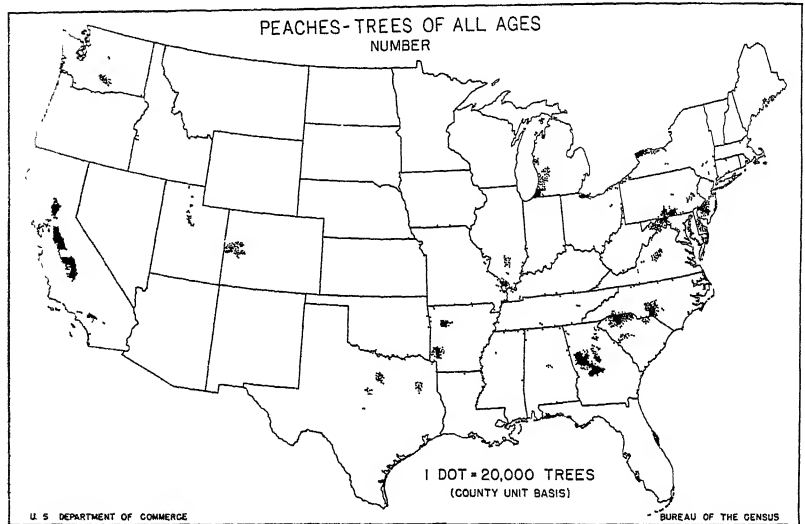 PEACHES-TREES OF ALL AGES
NUMBER
1 DOT = 20,000 TREES
(COUNTY UNIT BASIS)
U. S DEPARTMENT OF COMMERCE
BUREAU OF THE CENSUS